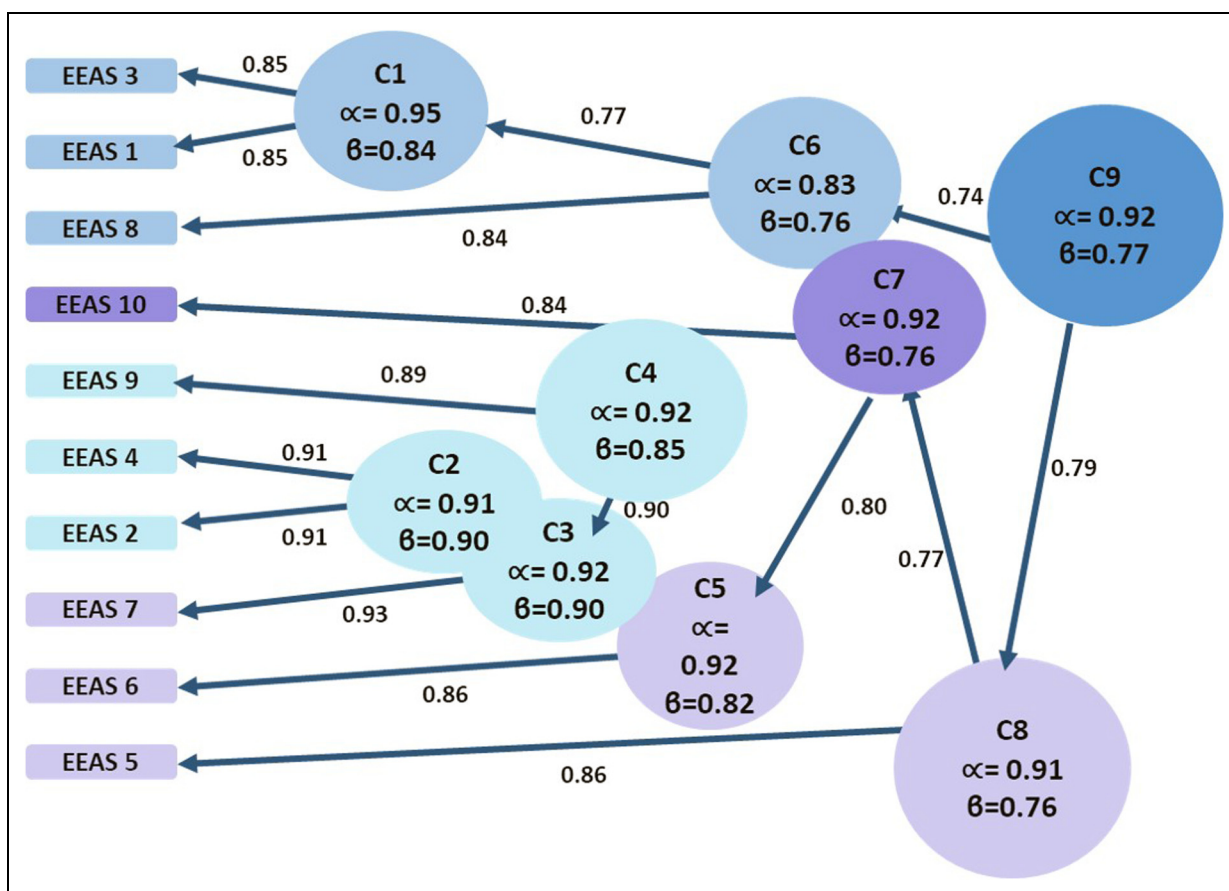 EEAS 3
0.85
C1
∝= 0.95
ϐ=0.84
EEAS 1
0.85
0.77
C6
∝= 0.83
ϐ=0.76
0.74
C9
∝= 0.92
ϐ=0.77
EEAS 8
0.84
EEAS 10
0.84
C7
∝= 0.92
ϐ=0.76
EEAS 9
0.89
C4
∝= 0.92
ϐ=0.85
EEAS 4
0.91
C2
∝= 0.91
ϐ=0.90
0.79
EEAS 2
0.91
0.90
C3
∝= 0.92
ϐ=0.90
0.80
0.77
EEAS 7
0.93
C5
∝=
0.92
ϐ=0.82
EEAS 6
0.86
EEAS 5
0.86
C8
∝= 0.91
ϐ=0.76